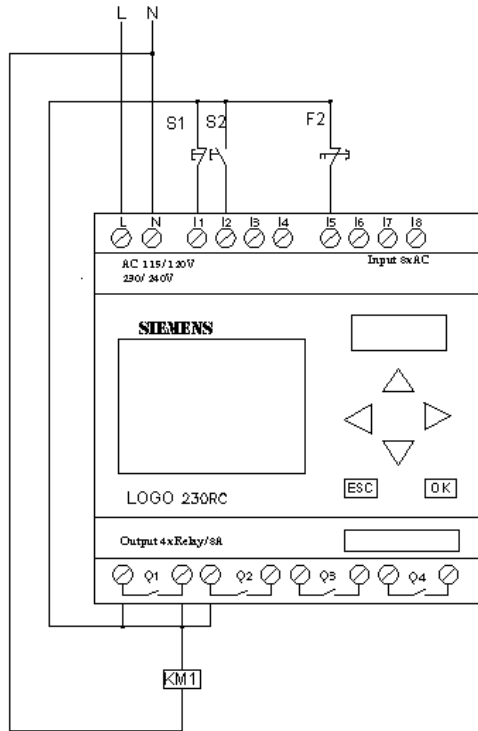 L N
S1 S2 F2
L N I1 I2 I3 I4 I5 I6 I7 I8
AC 115/120V Input 8xAC
230/240V
SIEMENS
LOGO 230RC
ESC OK
Output 4xRelay/8A
Q1 Q2 Q3 Q4
KM1